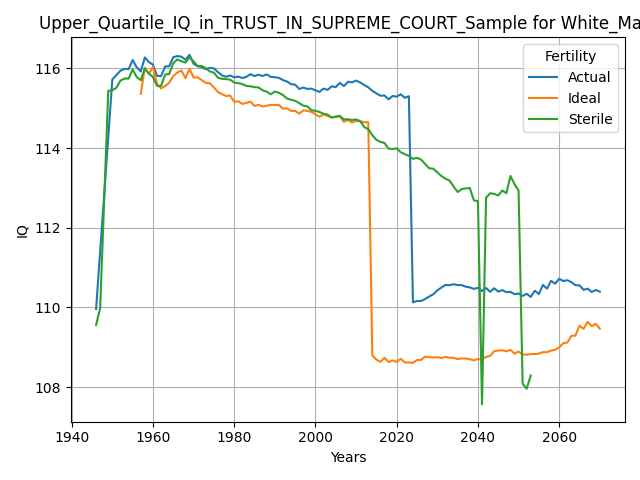 Upper_Quartile_IQ_in_TRUST_IN_SUPREME_COURT_Sample for White_Ma
Fertility
Actual
Ideal
Sterile
116
114
112
110
108
IQ
1940
1960
1980
2000
2020
2040
2060
Years